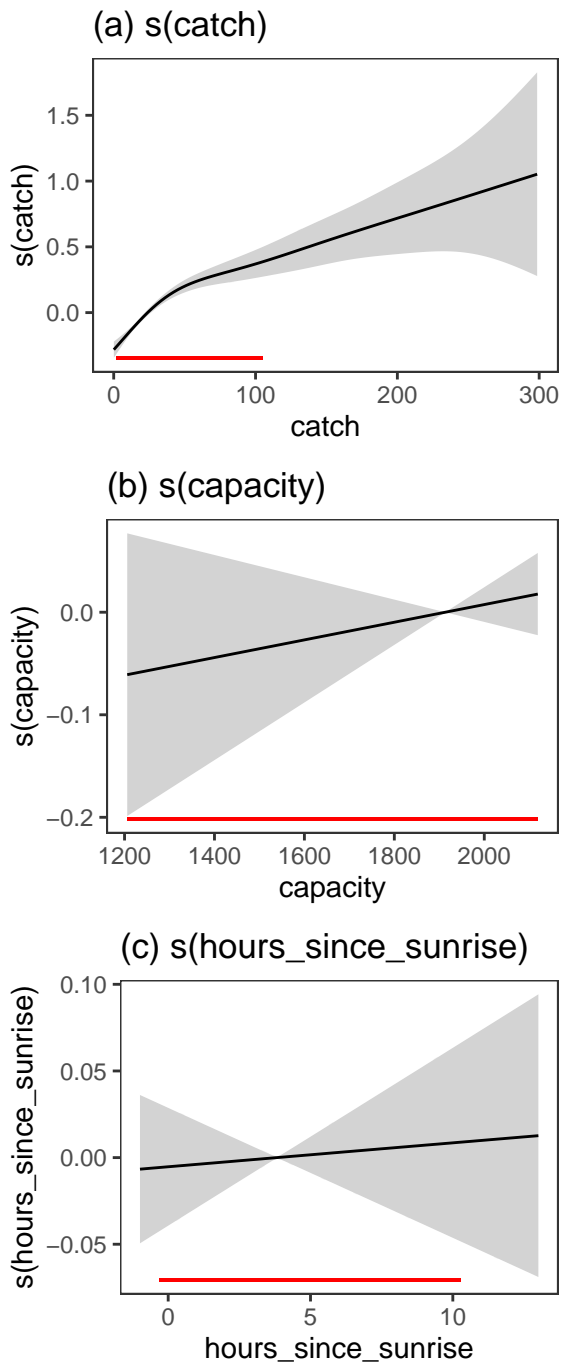 (a) s(catch)
s(catch)
1.5
1.0
0.5
0.0
0 100 200 300
catch
(b) s(capacity)
s(capacity)
0.0
−0.1
−0.2
1200 1400 1600 1800 2000
capacity
(c) s(hours_since_sunrise)
s(hours_since_sunrise)
0.10
0.05
0.00
−0.05
0 5 10
hours_since_sunrise